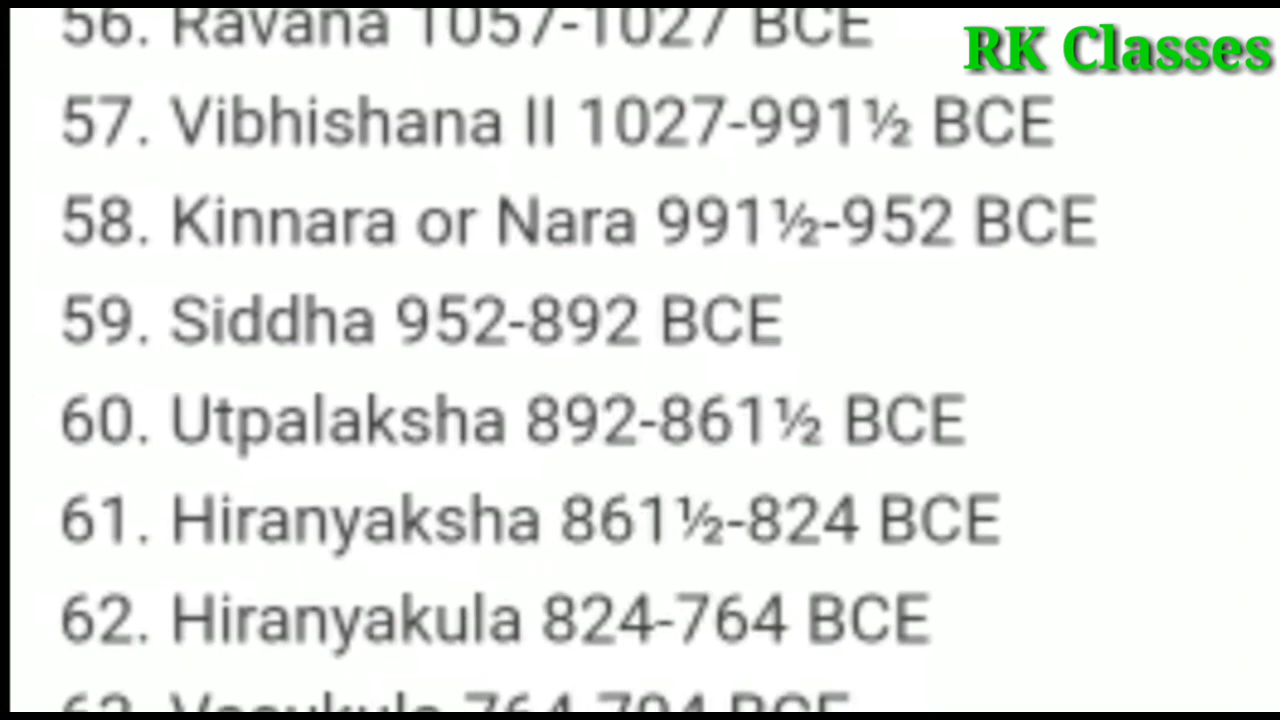 56. Ravana 1057-1027 BCE
RK Classes
57. Vibhishana II 1027-991½ BCE
58. Kinnara or Nara 991½-952 BCE
59. Siddha 952-892 BCE
60. Utpalaksha 892-861½ BCE
61. Hiranyaksha 861½-824 BCE
62. Hiranyakula 824-764 BCE